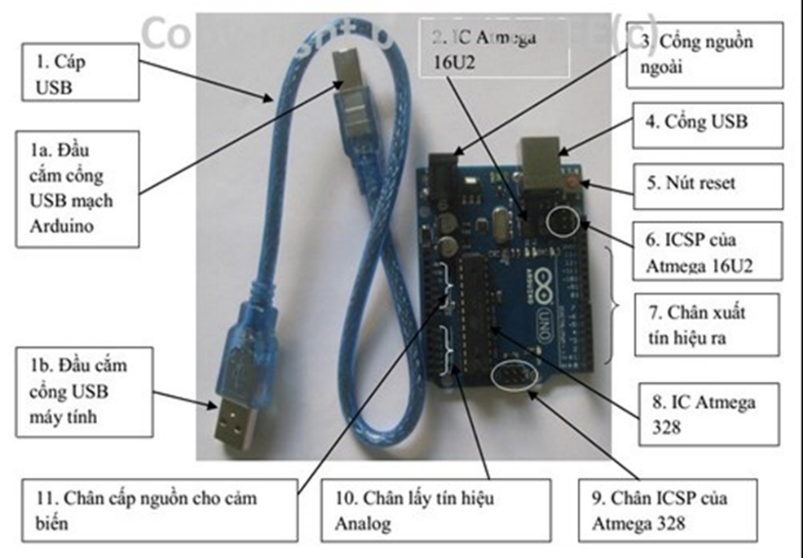 1. Cáp
USB
1a. Đầu
cắm cổng
USB mạch
Arduino
1b. Đầu cắm
cổng USB
máy tính
2. IC Atmega
16U2
3. Cổng nguồn
ngoài
4. Cổng USB
5. Nút reset
6. ICSP của
Atmega 16U2
7. Chân xuất
tín hiệu ra
8. IC Atmega
328
9. Chân ICSP của
Atmega 328
10. Chân lấy tín hiệu
Analog
11. Chân cấp nguồn cho cảm
biến
ARDUINO
UNO